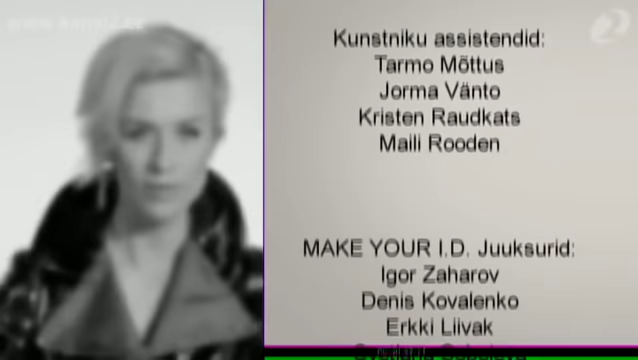 Kunstniku assistendid:
Tarmo Mõttus
Jorma Vänto
Kristen Raudkats
Maili Rooden
MAKE YOUR I.D. Juuksurid:
Igor Zaharov
Denis Kovalenko
Erkki Liivak
2